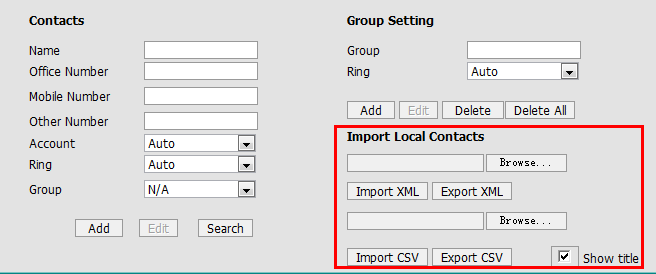 Contacts
Name
Office Number
Mobile Number
Other Number
Account Auto
Ring Auto
Group N/A
Add Edit Search
Group Setting
Group
Ring Auto
Add Edit Delete Delete All
Import Local Contacts
Browse...
Import XML Export XML
Browse...
Import CSV Export CSV Show title